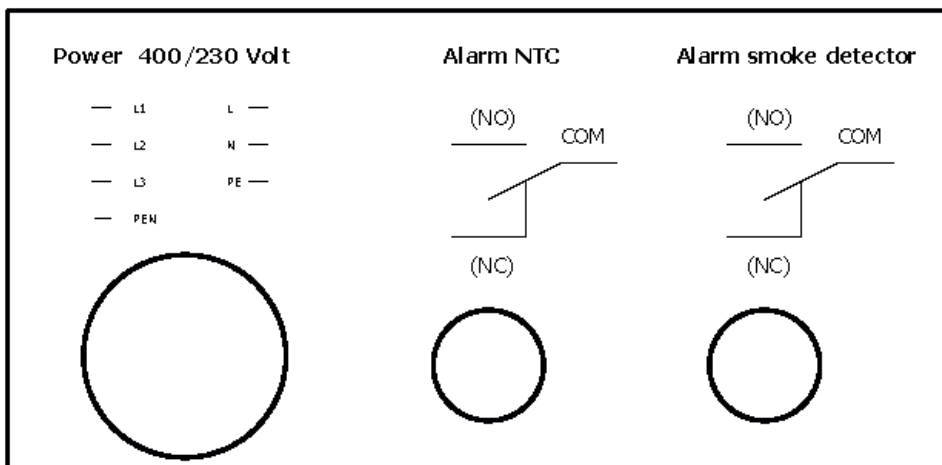 Power 400/230 Volt
Alarm NTC
Alarm smoke detector
L1
L
L2
N
L3
PE
PEN
(NO)
COM
(NC)
(NO)
COM
(NC)